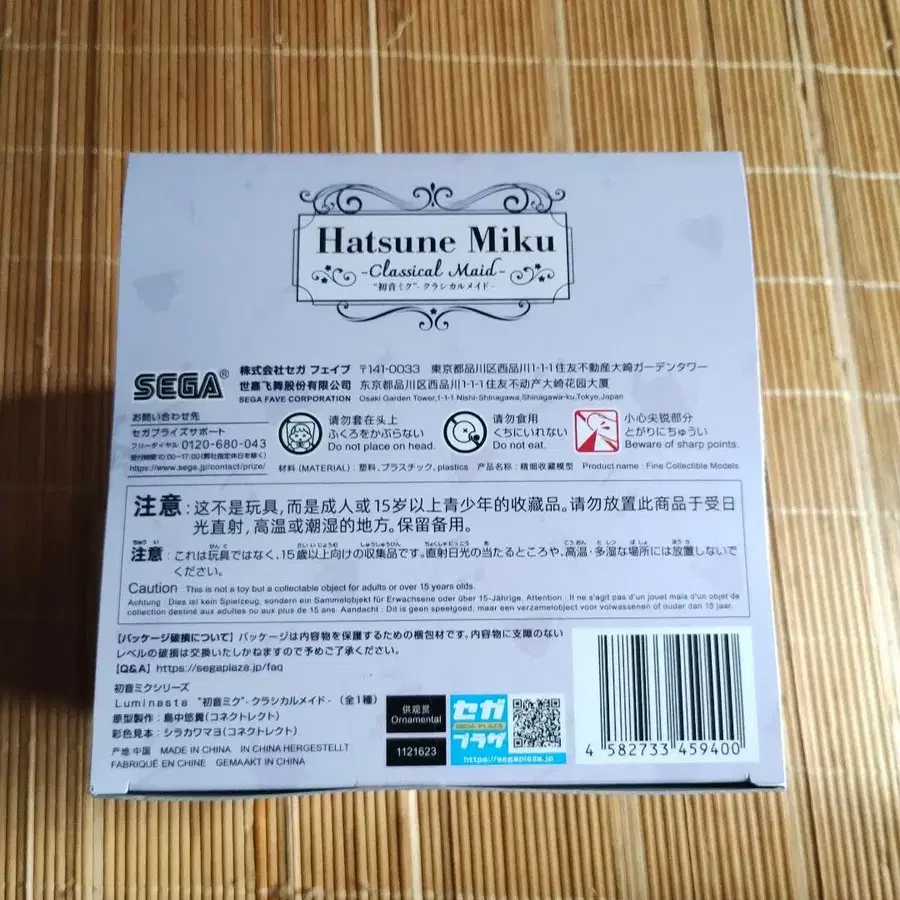 Hatsune Miku
-Classical Maid-
"初音ミク"- クラシカルメイド -
SEGA®
株式会社セガ フェイブ 〒141-0033 東京都品川区西品川1-1-1住友不動産大崎ガーデンタワー
世嘉飞舞股份有限公司 东京都品川区西品川1-1-1住友不动产大崎花园大厦
SEGA FAVE CORPORATION Osaki Garden Tower,1-1-1 Nishi-Shinagawa,Shinagawa-ku,Tokyo,Japan
お問い合わせ先
セガプライズサポート
フリーダイヤル 0120-680-043
受付時間10:00~17:00(弊社指定休日を除く)
https://www.sega.jp/contact/prize/
请勿套在头上
ふくろをかぶらない
Do not place on head.
请勿食用
くちにいれない
Do not eat.
小心尖锐部分
とがりにちゅうい
Beware of sharp points.
材料 (MATERIAL) : 塑料, プラスチック, plastics 产品名称 : 精细收藏模型 Product name : Fine Collectible Models
注意 : 这不是玩具,而是成人或15岁以上青少年的收藏品。请勿放置此商品于受日
光直射,高温或潮湿的地方。保留备用。
注意 : これは玩具ではなく、15歳以上向けの収集品です。直射日光の当たるところや、高温・多湿な場所には放置しないで
ください。
Caution This is not a toy but a collectable object for adults or over 15 years olds.
Achtung : Dies ist kein Spielzeug, sondern ein Sammelobjekt für Erwachsene oder über 15-Jährige. Attention : Il ne s'agit pas d'un jouet mais d'un objet de
collection destiné aux adultes ou aux plus de 15 ans. Aandacht : Dit is geen speelgoed, maar een verzamelobject voor volwassenen of ouder dan 15 jaar.
【パッケージ破損について】パッケージは内容物を保護するための梱包材です。内容物に支障のない
レベルの破損は交換いたしかねますので予めご了承ください。
【Q&A】https://segaplaza.jp/faq
初音ミクシリーズ
Luminasta "初音ミク"- クラシカルメイド - (全1種)
原型製作 : 島中悠貴(コネクトレクト)
彩色見本 : シラカワマヨ(コネクトレクト)
产地 中国 MADE IN CHINA IN CHINA HERGESTELLT
FABRIQUÉ EN CHINE GEMAAKT IN CHINA
供观赏
Ornamental
1121623
セガ
SEGA PLAZA
プラザ
https://segaplaza.jp
4 582733 459400